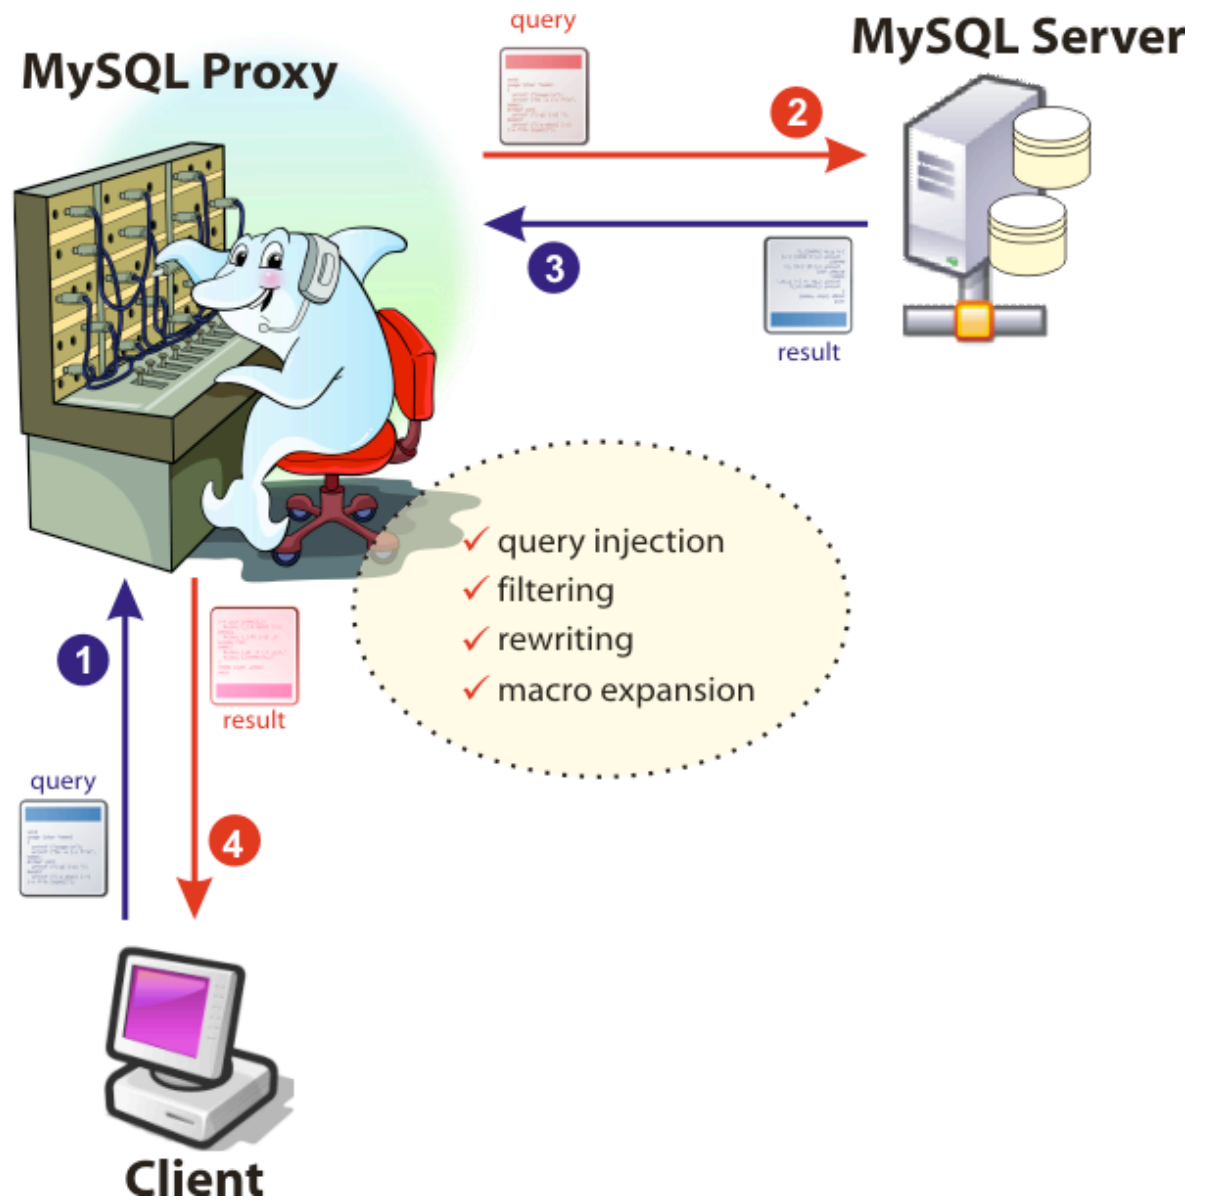 MySQL Proxy
query
MySQL Server
2
3
result
✓ query injection
✓ filtering
✓ rewriting
✓ macro expansion
1
result
query
4
Client